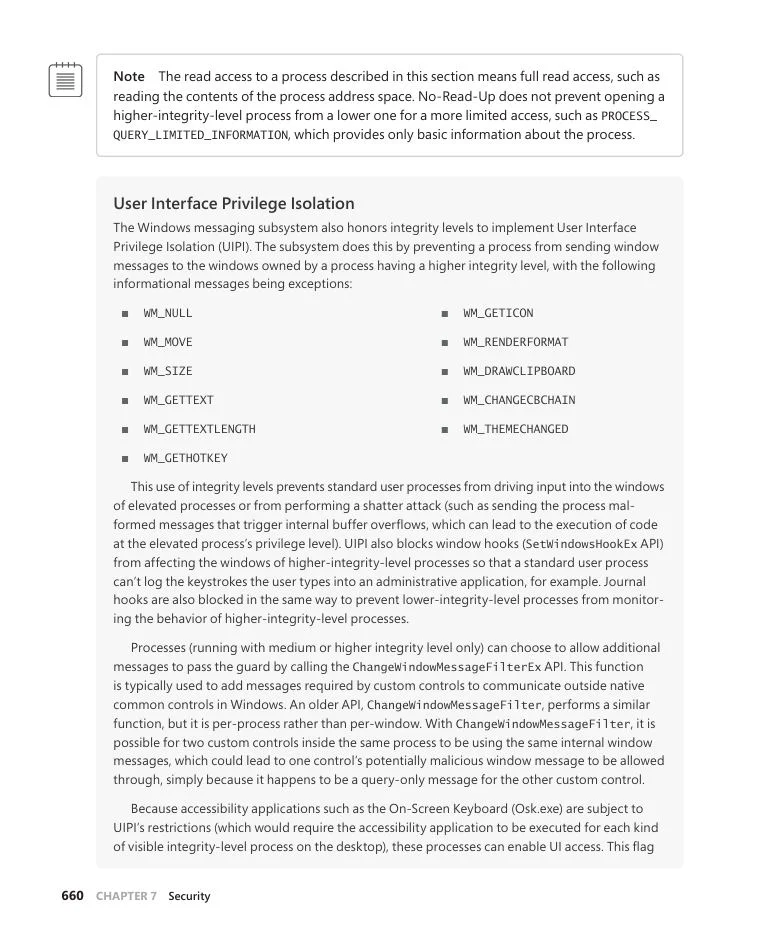 Note The read access to a process described in this section means full read access, such as
reading the contents of the process address space. No-Read-Up does not prevent opening a
higher-integrity-level process from a lower one for a more limited access, such as PROCESS_
QUERY_LIMITED_INFORMATION, which provides only basic information about the process.
User Interface Privilege Isolation
The Windows messaging subsystem also honors integrity levels to implement User Interface
Privilege Isolation (UIPI). The subsystem does this by preventing a process from sending window
messages to the windows owned by a process having a higher integrity level, with the following
informational messages being exceptions:
■ WM_NULL
■ WM_MOVE
■ WM_SIZE
■ WM_GETTEXT
■ WM_GETTEXTLENGTH
■ WM_GETHOTKEY
■ WM_GETICON
■ WM_RENDERFORMAT
■ WM_DRAWCLIPBOARD
■ WM_CHANGECBCHAIN
■ WM_THEMECHANGED
This use of integrity levels prevents standard user processes from driving input into the windows
of elevated processes or from performing a shatter attack (such as sending the process mal-
formed messages that trigger internal buffer overflows, which can lead to the execution of code
at the elevated process's privilege level). UIPI also blocks window hooks (SetWindowsHookEx API)
from affecting the windows of higher-integrity-level processes so that a standard user process
can't log the keystrokes the user types into an administrative application, for example. Journal
hooks are also blocked in the same way to prevent lower-integrity-level processes from monitor-
ing the behavior of higher-integrity-level processes.
Processes (running with medium or higher integrity level only) can choose to allow additional
messages to pass the guard by calling the ChangeWindowMessageFilterEx API. This function
is typically used to add messages required by custom controls to communicate outside native
common controls in Windows. An older API, ChangeWindowMessageFilter, performs a similar
function, but it is per-process rather than per-window. With ChangeWindowMessageFilter, it is
possible for two custom controls inside the same process to be using the same internal window
messages, which could lead to one control's potentially malicious window message to be allowed
through, simply because it happens to be a query-only message for the other custom control.
Because accessibility applications such as the On-Screen Keyboard (Osk.exe) are subject to
UIPI's restrictions (which would require the accessibility application to be executed for each kind
of visible integrity-level process on the desktop), these processes can enable UI access. This flag
660 CHAPTER 7 Security